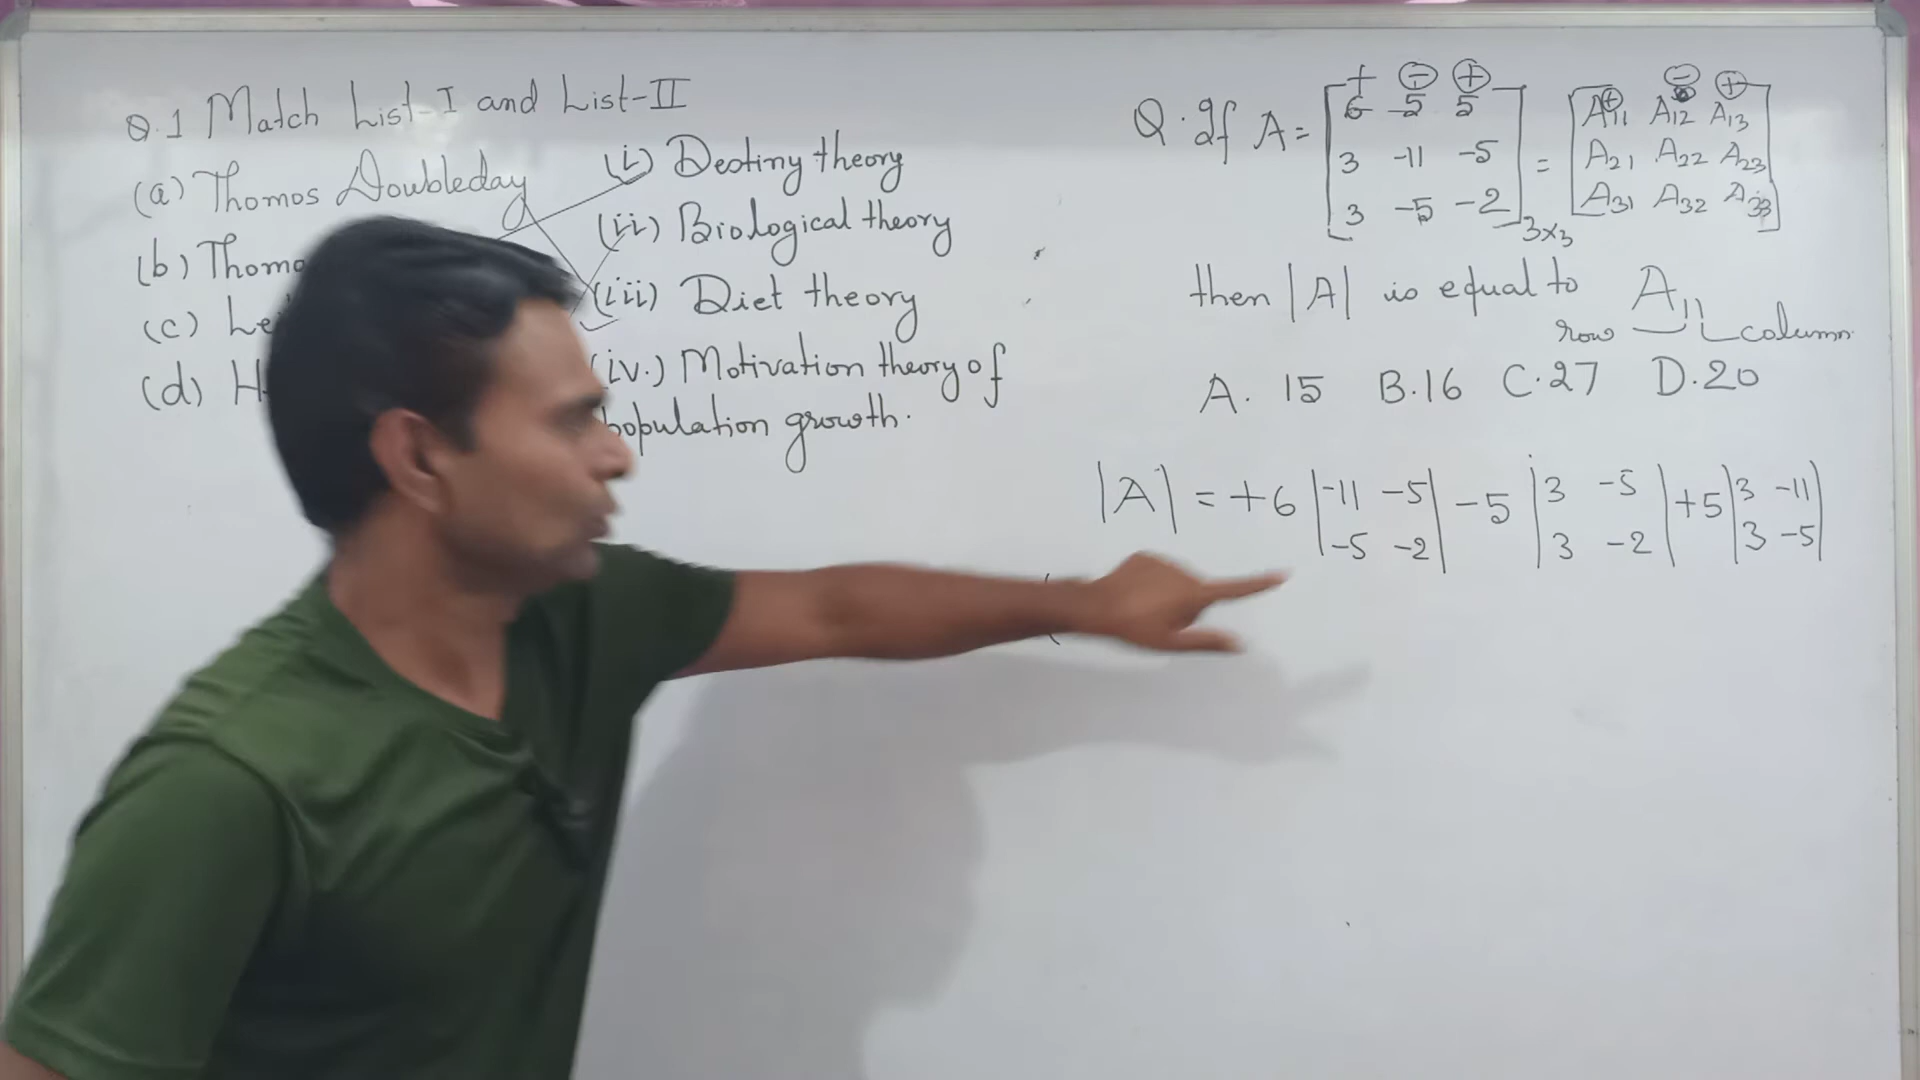 Q.1 Match List-I and List-II
(a) Thomos Doubleday
(i) Destiny theory
(b)
(ii) Biological theory
(c)
(iii) Diet theory
(d)
(iv.) Motivation theory of
population growth.
Q. If A = [ 6 5 5 ] = [ A11 A12 A13 ]
+ ⊖ ⊕ ⊕ ⊖ ⊕
3 -11 -5 A21 A22 A23
3 -5 -2 3x3 A31 A32 A33
then |A| is equal to A11
row column
A. 15 B. 16 C. 27 D. 20
|A| = +6 |-11 -5| -5 |3 -5| +5 |3 -11|
-5 -2 3 -2 3 -5